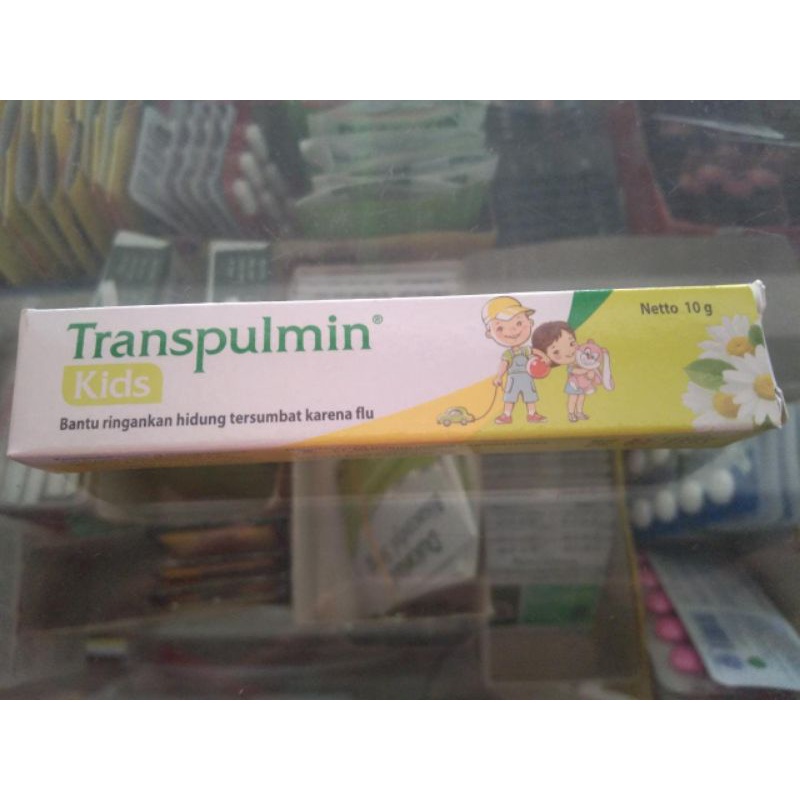 Transpulmin®
Kids
Bantu ringankan hidung tersumbat karena flu
Netto 10 g